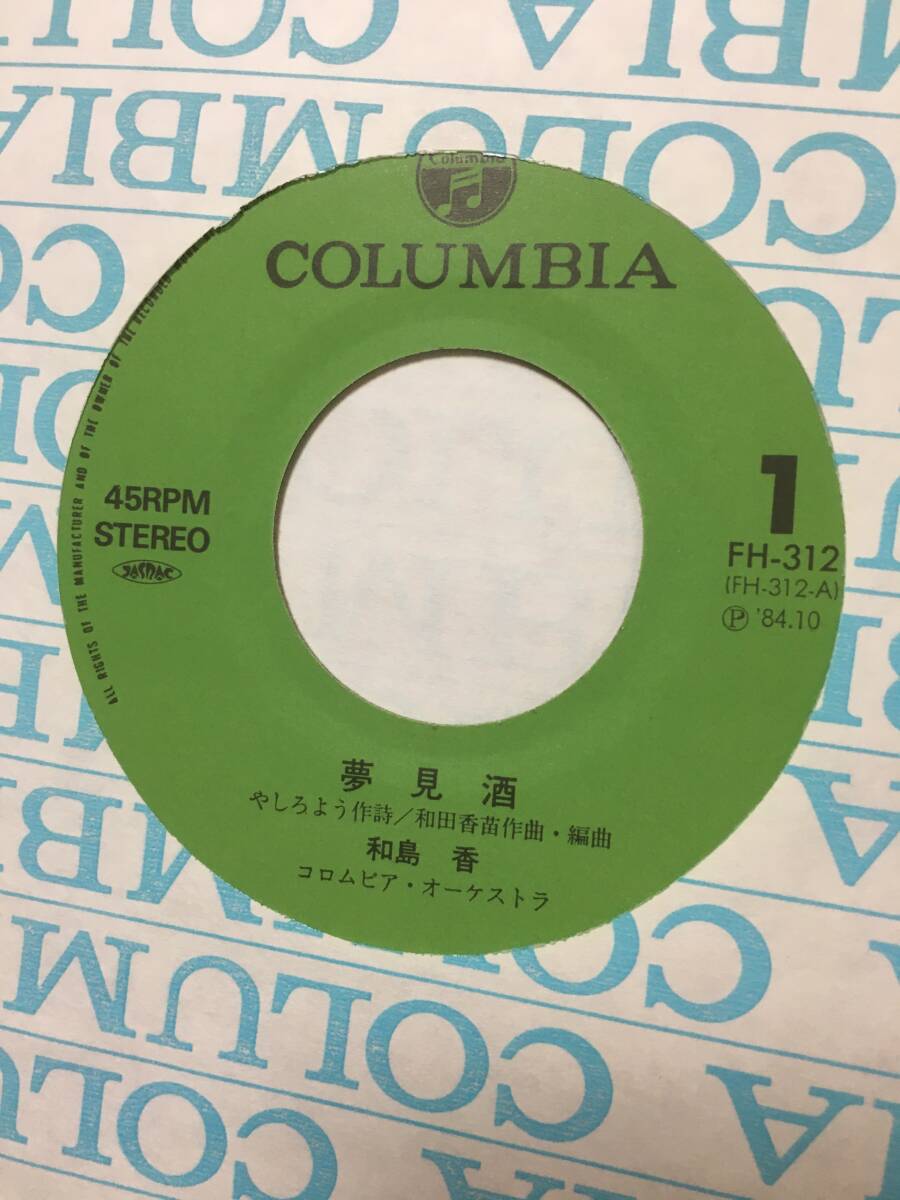 Columbia
COLUMBIA
45RPM
STEREO
JASRAC
1
FH-312
(FH-312-A)
Ⓟ '84.10
夢見酒
やしろよう作詩/和田香苗作曲・編曲
和島 香
コロムビア・オーケストラ
ALL RIGHTS OF THE MANUFACTURER AND OF THE OWNER OF THE RECORDED
COLUMBIA
COLUMBIA